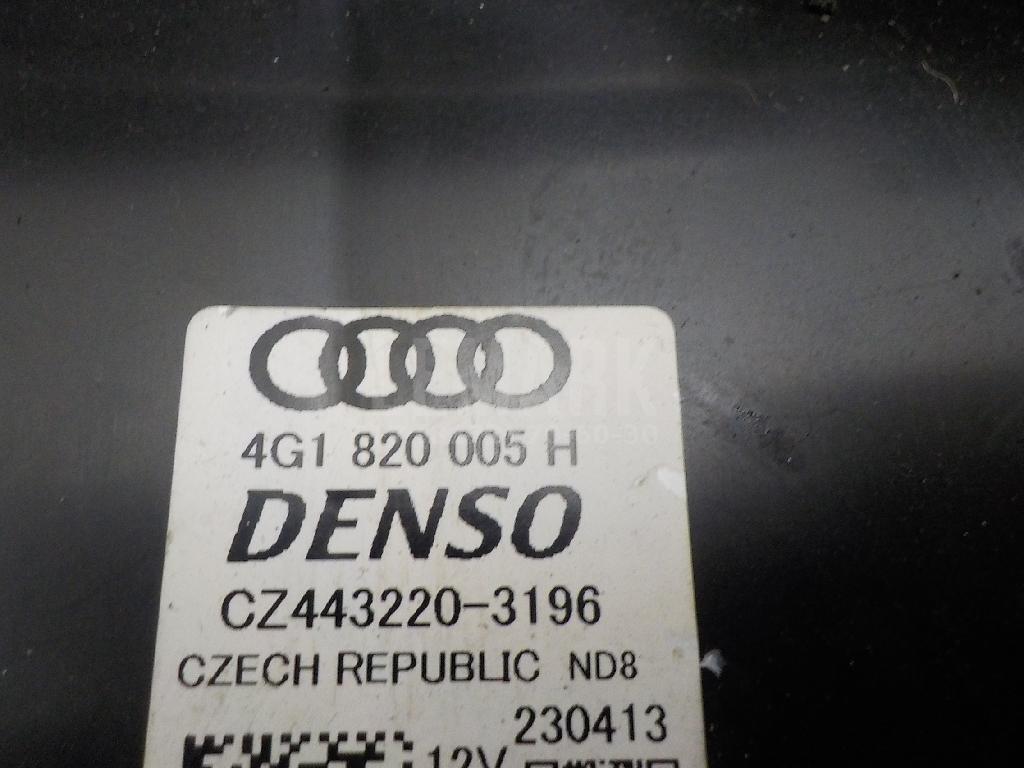 4G1 820 005 H
DENSO
CZ443220-3196
CZECH REPUBLIC ND8
230413
12V